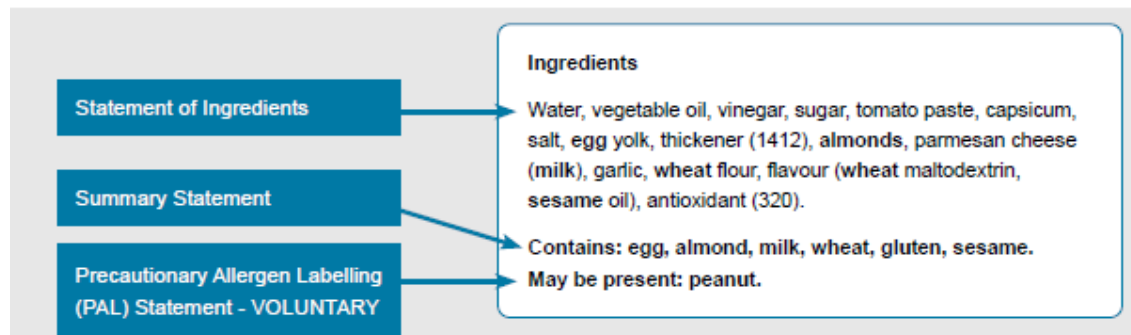 Statement of Ingredients
Summary Statement
Precautionary Allergen Labelling
(PAL) Statement - VOLUNTARY
Ingredients
Water, vegetable oil, vinegar, sugar, tomato paste, capsicum,
salt, egg yolk, thickener (1412), almonds, parmesan cheese
(milk), garlic, wheat flour, flavour (wheat maltodextrin,
sesame oil), antioxidant (320).
Contains: egg, almond, milk, wheat, gluten, sesame.
May be present: peanut.